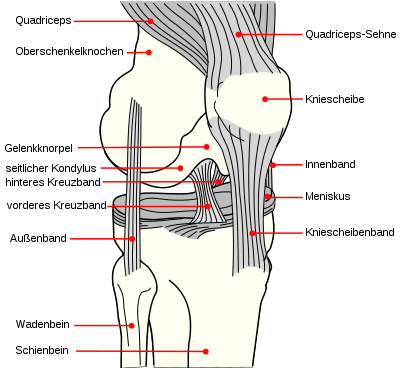 Quadriceps
Oberschenkelknochen
Gelenkknorpel
seitlicher Kondylus
hinteres Kreuzband
vorderes Kreuzband
Außenband
Wadenbein
Schienbein
Quadriceps-Sehne
Kniescheibe
Innenband
Meniskus
Kniescheibenband